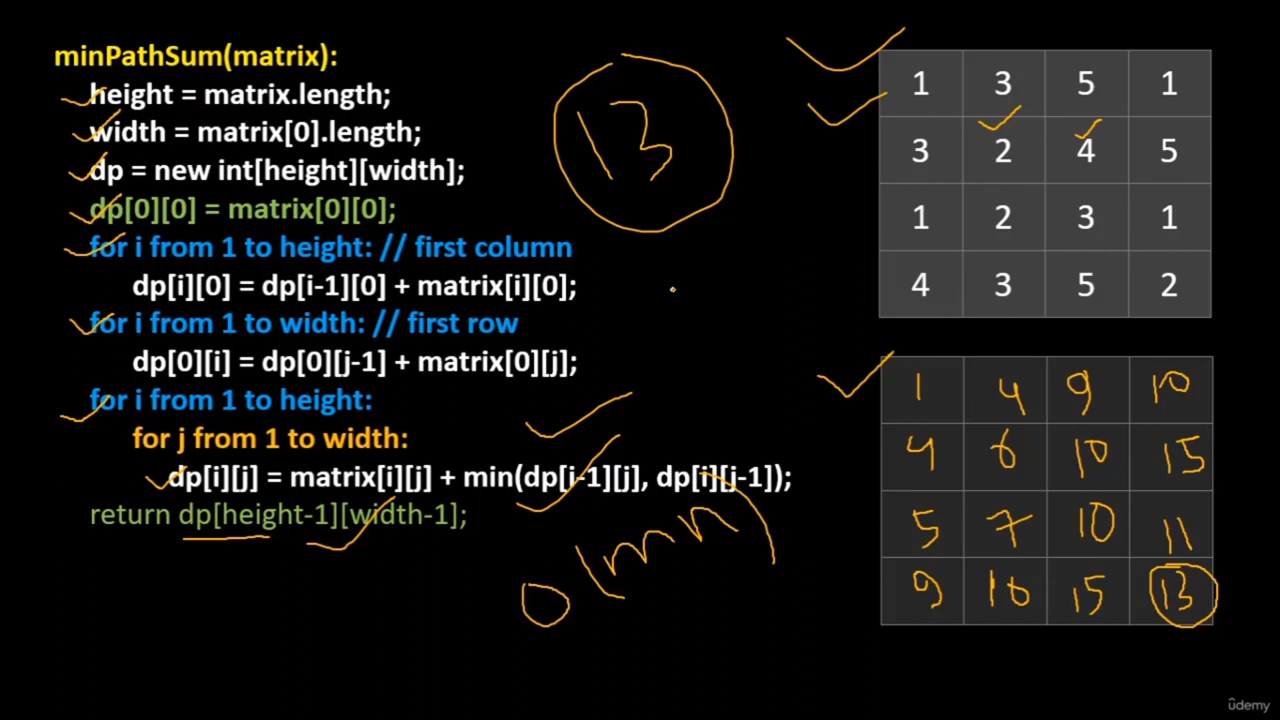 minPathSum(matrix):
height = matrix.length;
width = matrix[0].length;
dp = new int[height][width];
dp[0][0] = matrix[0][0];
for i from 1 to height: // first column
dp[i][0] = dp[i-1][0] + matrix[i][0];
for i from 1 to width: // first row
dp[0][i] = dp[0][j-1] + matrix[0][j];
for i from 1 to height:
for j from 1 to width:
dp[i][j] = matrix[i][j] + min(dp[i-1][j], dp[i][j-1]);
return dp[height-1][width-1];
13
O(mn)
1 3 5 1
3 2 4 5
1 2 3 1
4 3 5 2
1 4 9 10
4 6 10 15
5 7 10 11
9 10 15 13
ûdemy